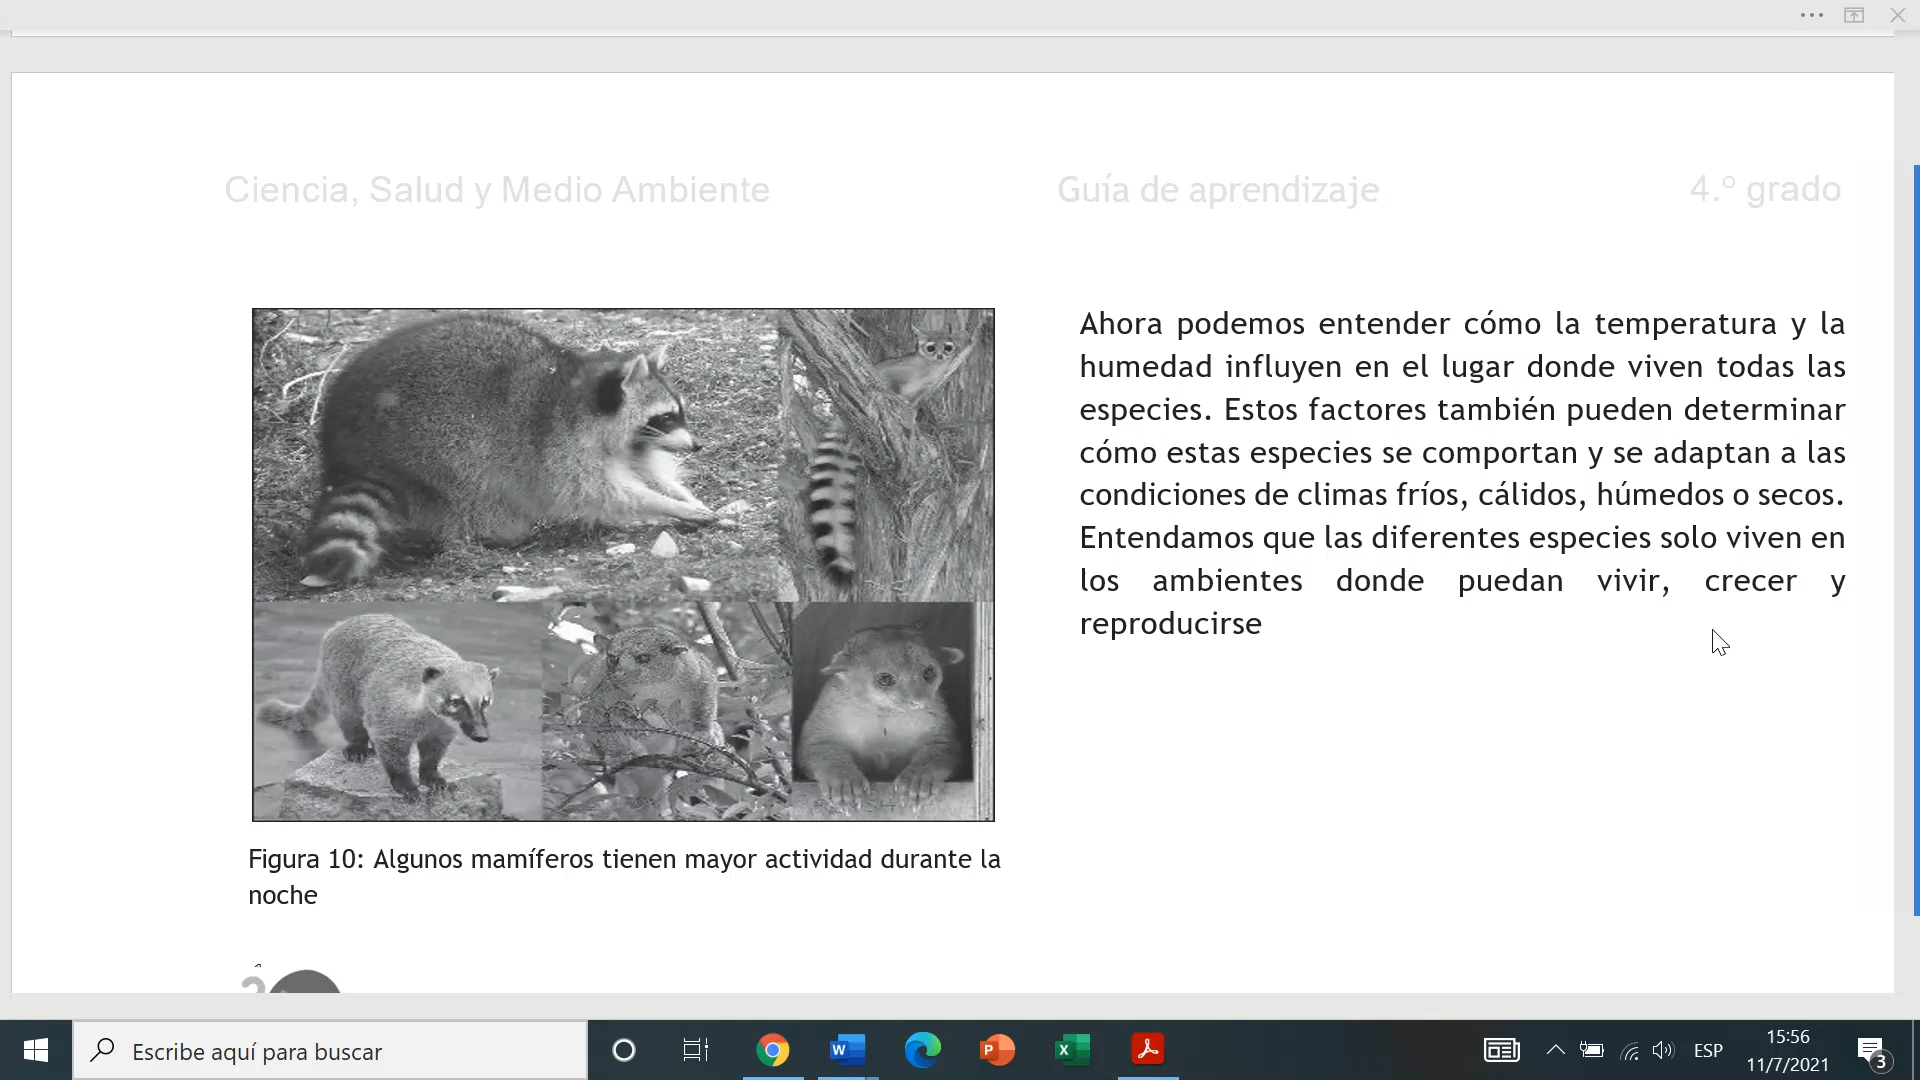 Ciencia, Salud y Medio Ambiente
Guía de aprendizaje
4.° grado
Figura 10: Algunos mamíferos tienen mayor actividad durante la
noche
Ahora podemos entender cómo la temperatura y la
humedad influyen en el lugar donde viven todas las
especies. Estos factores también pueden determinar
cómo estas especies se comportan y se adaptan a las
condiciones de climas fríos, cálidos, húmedos o secos.
Entendamos que las diferentes especies solo viven en
los ambientes donde puedan vivir, crecer y
reproducirse
Escribe aquí para buscar
ESP
15:56
11/7/2021
3